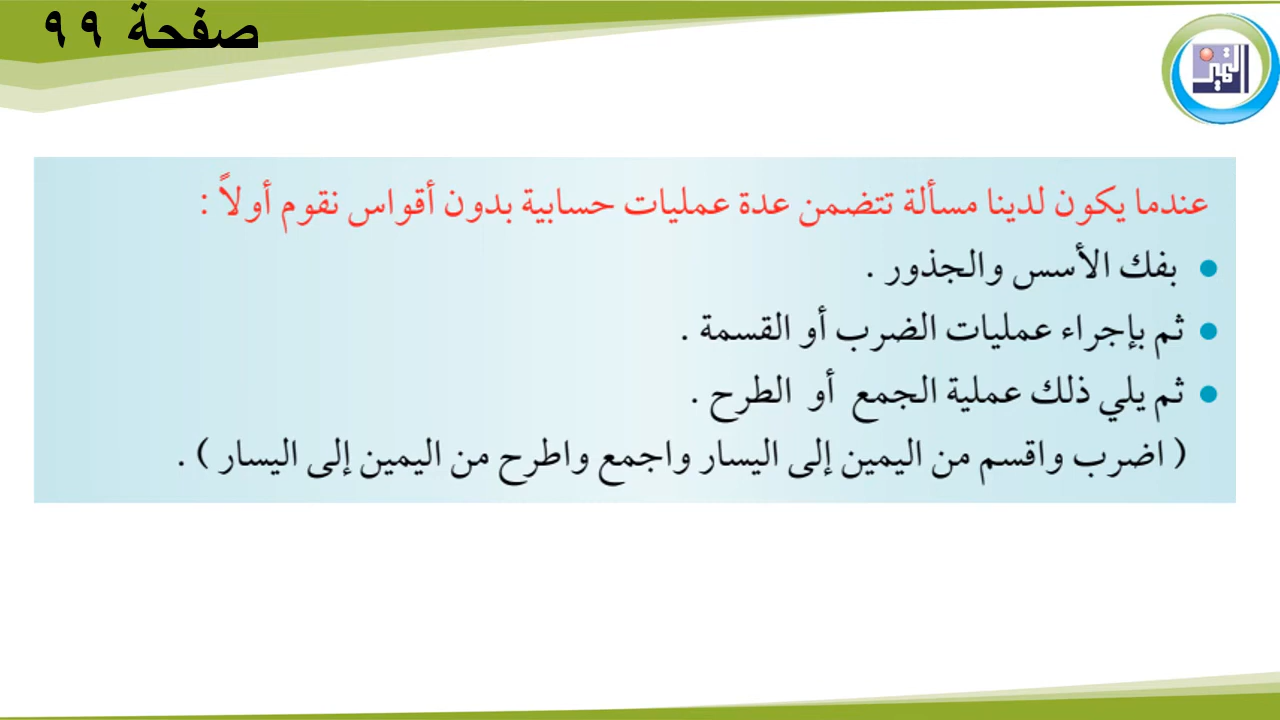 صفحة ٩٩
التميز
عندما يكون لدينا مسألة تتضمن عدة عمليات حسابية بدون أقواس نقوم أولاً :
• بفك الأسس والجذور .
• ثم بإجراء عمليات الضرب أو القسمة .
• ثم يلي ذلك عملية الجمع أو الطرح .
( اضرب واقسم من اليمين إلى اليسار واجمع واطرح من اليمين إلى اليسار ) .